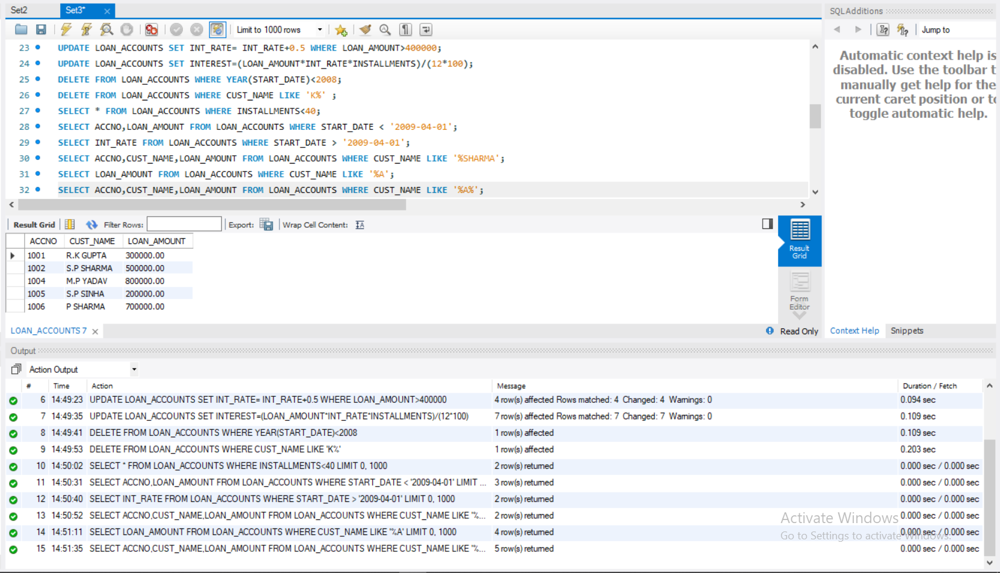 Set2
Set3*
SQLAdditions
Limit to 1000 rows
Jump to
23 UPDATE LOAN_ACCOUNTS SET INT_RATE= INT_RATE+0.5 WHERE LOAN_AMOUNT>400000;
24 UPDATE LOAN_ACCOUNTS SET INTEREST=(LOAN_AMOUNT*INT_RATE*INSTALLMENTS)/(12*100);
25 DELETE FROM LOAN_ACCOUNTS WHERE YEAR(START_DATE)<2008;
26 DELETE FROM LOAN_ACCOUNTS WHERE CUST_NAME LIKE 'K%' ;
27 SELECT * FROM LOAN_ACCOUNTS WHERE INSTALLMENTS<40;
28 SELECT ACCNO,LOAN_AMOUNT FROM LOAN_ACCOUNTS WHERE START_DATE < '2009-04-01';
29 SELECT INT_RATE FROM LOAN_ACCOUNTS WHERE START_DATE > '2009-04-01';
30 SELECT ACCNO,CUST_NAME,LOAN_AMOUNT FROM LOAN_ACCOUNTS WHERE CUST_NAME LIKE '%SHARMA';
31 SELECT LOAN_AMOUNT FROM LOAN_ACCOUNTS WHERE CUST_NAME LIKE '%A';
32 SELECT ACCNO,CUST_NAME,LOAN_AMOUNT FROM LOAN_ACCOUNTS WHERE CUST_NAME LIKE '%A%';
Automatic context help is
disabled. Use the toolbar t
manually get help for the
current caret position or to
toggle automatic help.
Result Grid Filter Rows: Export: Wrap Cell Content: IA
ACCNO CUST_NAME LOAN_AMOUNT
1001 R.K GUPTA 300000.00
1002 S.P SHARMA 500000.00
1004 M.P YADAV 800000.00
1005 S.P SINHA 200000.00
1006 P SHARMA 700000.00
Result
Grid
Form
Editor
LOAN_ACCOUNTS 7
Read Only
Context Help Snippets
Output
Action Output
# Time Action Message Duration / Fetch
6 14:49:23 UPDATE LOAN_ACCOUNTS SET INT_RATE= INT_RATE+0.5 WHERE LOAN_AMOUNT>400000 4 row(s) affected Rows matched: 4 Changed: 4 Warnings: 0 0.094 sec
7 14:49:35 UPDATE LOAN_ACCOUNTS SET INTEREST=(LOAN_AMOUNT*INT_RATE*INSTALLMENTS)/(12*100) 7 row(s) affected Rows matched: 7 Changed: 7 Warnings: 0 0.109 sec
8 14:49:41 DELETE FROM LOAN_ACCOUNTS WHERE YEAR(START_DATE)<2008 1 row(s) affected 0.109 sec
9 14:49:53 DELETE FROM LOAN_ACCOUNTS WHERE CUST_NAME LIKE 'K%' 1 row(s) affected 0.203 sec
10 14:50:02 SELECT * FROM LOAN_ACCOUNTS WHERE INSTALLMENTS<40 LIMIT 0, 1000 2 row(s) returned 0.000 sec / 0.000 sec
11 14:50:31 SELECT ACCNO,LOAN_AMOUNT FROM LOAN_ACCOUNTS WHERE START_DATE < '2009-04-01' LIMIT ... 3 row(s) returned 0.000 sec / 0.000 sec
12 14:50:40 SELECT INT_RATE FROM LOAN_ACCOUNTS WHERE START_DATE > '2009-04-01' LIMIT 0, 1000 2 row(s) returned 0.000 sec / 0.000 sec
13 14:50:52 SELECT ACCNO,CUST_NAME,LOAN_AMOUNT FROM LOAN_ACCOUNTS WHERE CUST_NAME LIKE '%... 2 row(s) returned 0.000 sec / 0.000 sec
14 14:51:11 SELECT LOAN_AMOUNT FROM LOAN_ACCOUNTS WHERE CUST_NAME LIKE '%A' LIMIT 0, 1000 4 row(s) returned 0.000 sec / 0.000 sec
15 14:51:35 SELECT ACCNO,CUST_NAME,LOAN_AMOUNT FROM LOAN_ACCOUNTS WHERE CUST_NAME LIKE '%... 5 row(s) returned 0.000 sec / 0.000 sec
Activate Windows
Go to Settings to activate Windows.